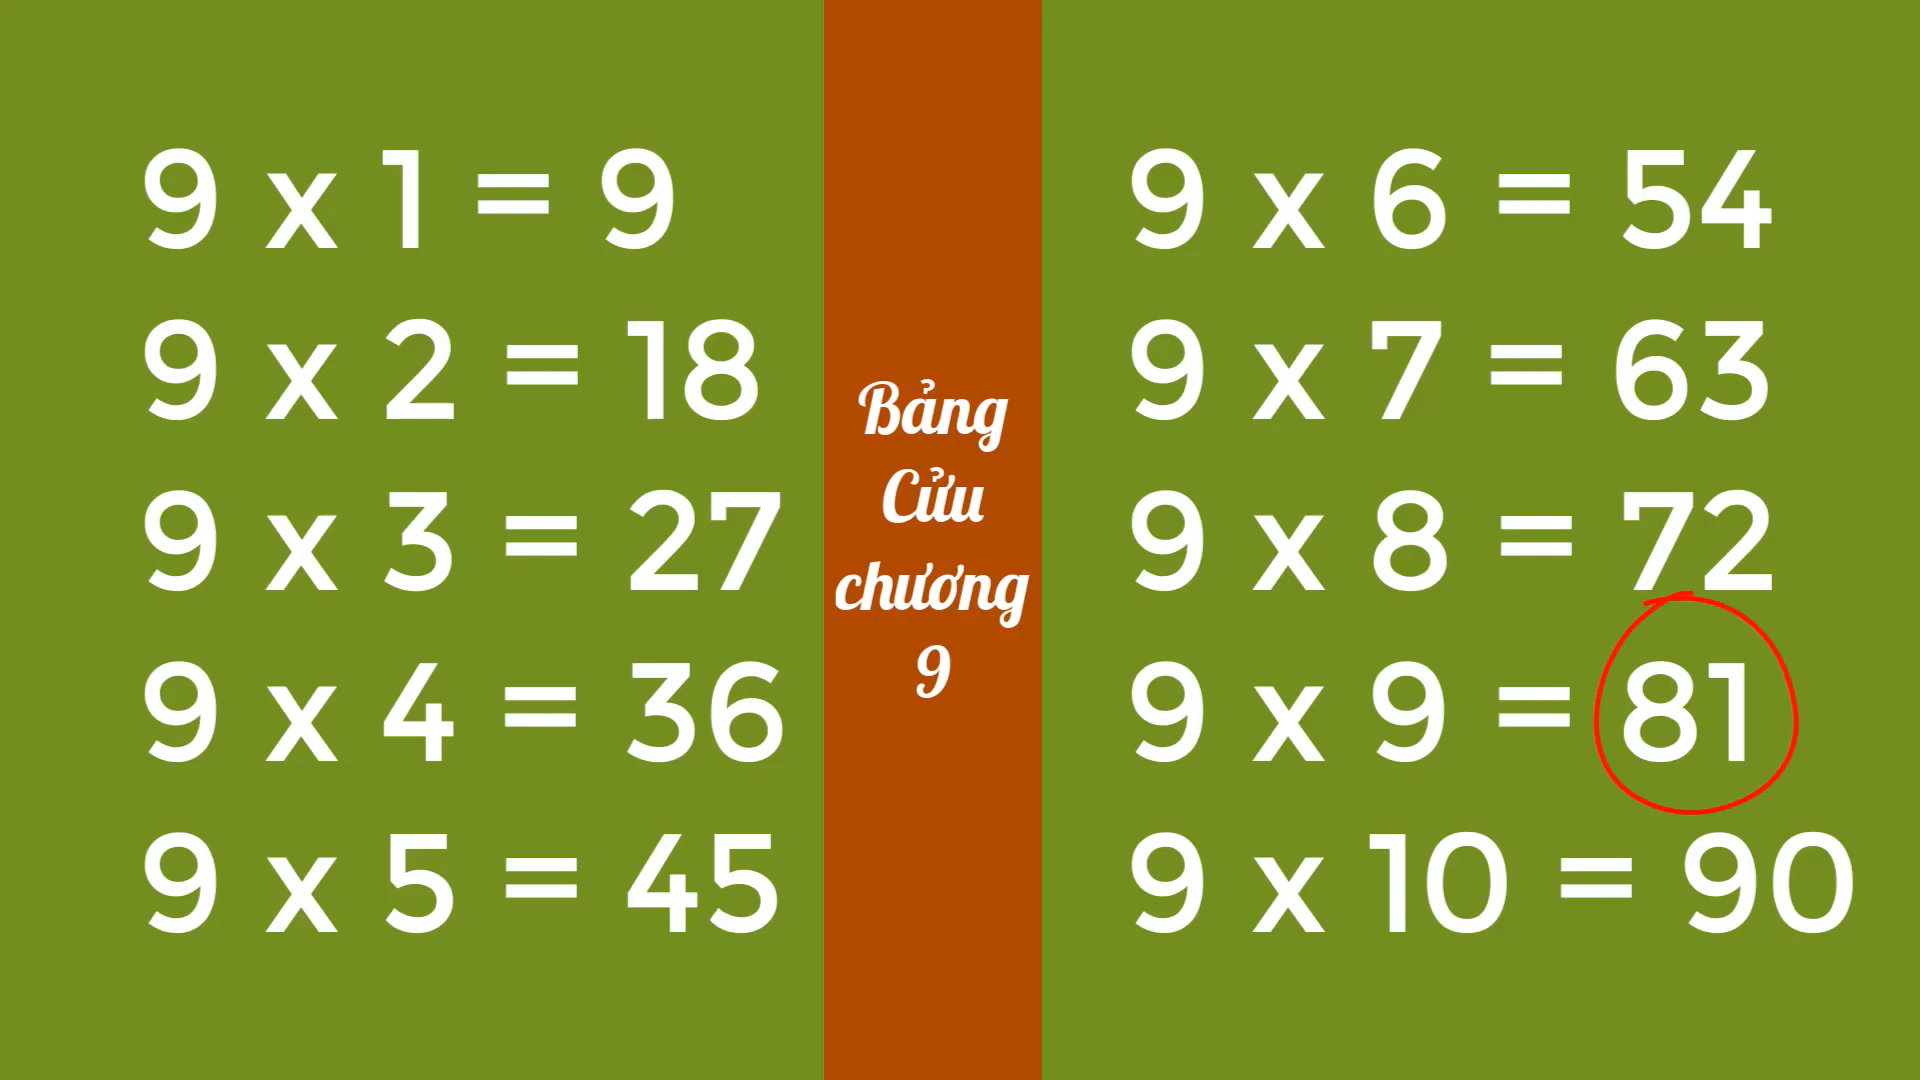 9 x 1 = 9
9 x 2 = 18
9 x 3 = 27
9 x 4 = 36
9 x 5 = 45
Bảng
Cửu
chương
9
9 x 6 = 54
9 x 7 = 63
9 x 8 = 72
9 x 9 = 81
9 x 10 = 90